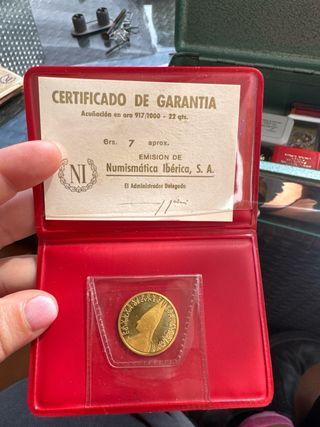 CERTIFICADO DE GARANTIA
Acuñación en oro 917/1000 - 22 qts.
Grs. 7 aprox.
EMISION DE
NI
Numismática Ibérica, S. A.
El Administrador Delegado